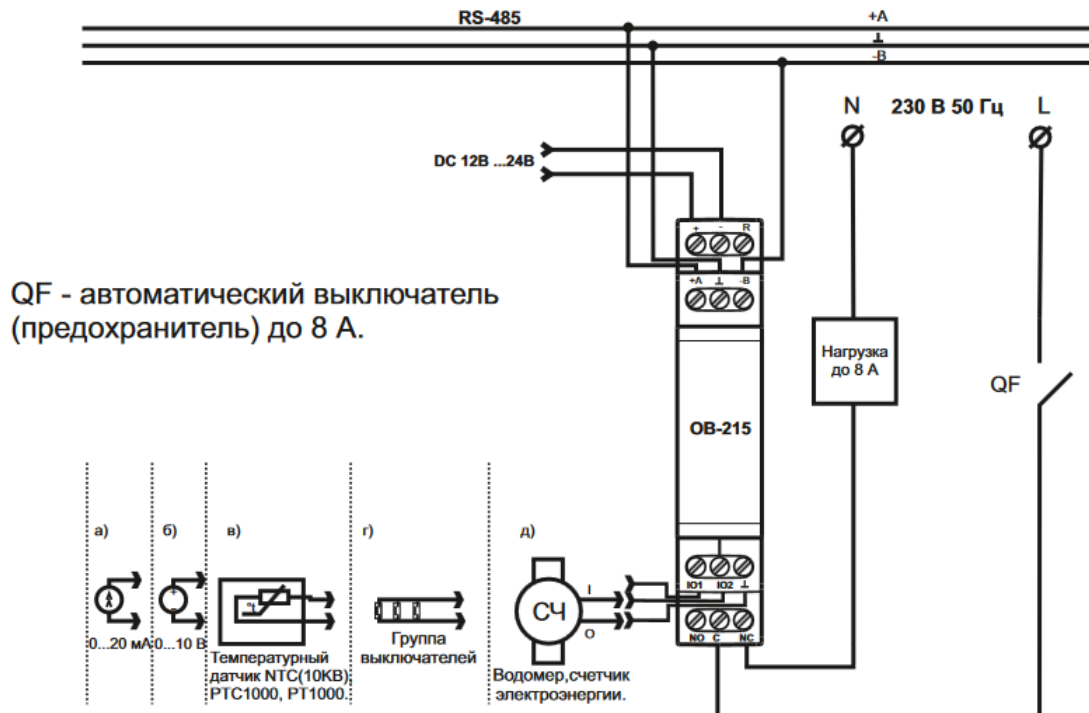 RS-485
+A
⊥
-B
N 230 В 50 Гц L
DC 12В ...24В
+ - R
+A ⊥ -B
QF - автоматический выключатель
(предохранитель) до 8 А.
Нагрузка
до 8 А
QF
ОВ-215
а) б) в) г) д)
IO1 IO2 ⊥
I
СЧ
O
NO C NC
+
-
t°
0...20 мА
0...10 В
Температурный
датчик NTC(10KB)
PTC1000, PT1000.
Группа
выключателей
Водомер,счетчик
электроэнергии.